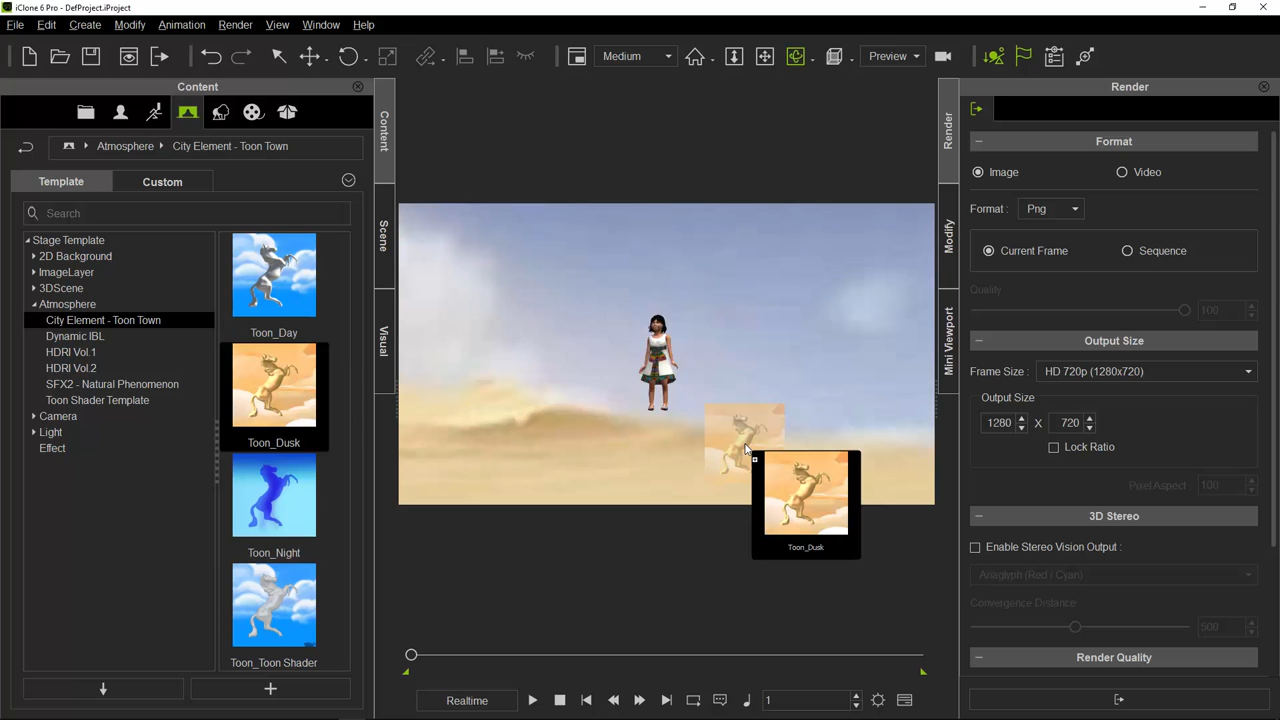 iClone 6 Pro - DefProject.iProject
File Edit Create Modify Animation Render View Window Help
Medium
Preview
Content
Atmosphere City Element - Toon Town
Template Custom
Search
Stage Template
2D Background
ImageLayer
3DScene
Atmosphere
City Element - Toon Town
Dynamic IBL
HDRI Vol.1
HDRI Vol.2
SFX2 - Natural Phenomenon
Toon Shader Template
Camera
Light
Effect
Toon_Day
Toon_Dusk
Toon_Night
Toon_Toon Shader
Content
Scene
Visual
Toon_Dusk
Realtime
1
Render
Modify
Mini Viewport
Render
Format
Image Video
Format : Png
Current Frame Sequence
Quality
100
Output Size
Frame Size : HD 720p (1280x720)
Output Size
1280 X 720
Lock Ratio
Pixel Aspect 100
3D Stereo
Enable Stereo Vision Output :
Anaglyph (Red / Cyan)
Convergence Distance
500
Render Quality